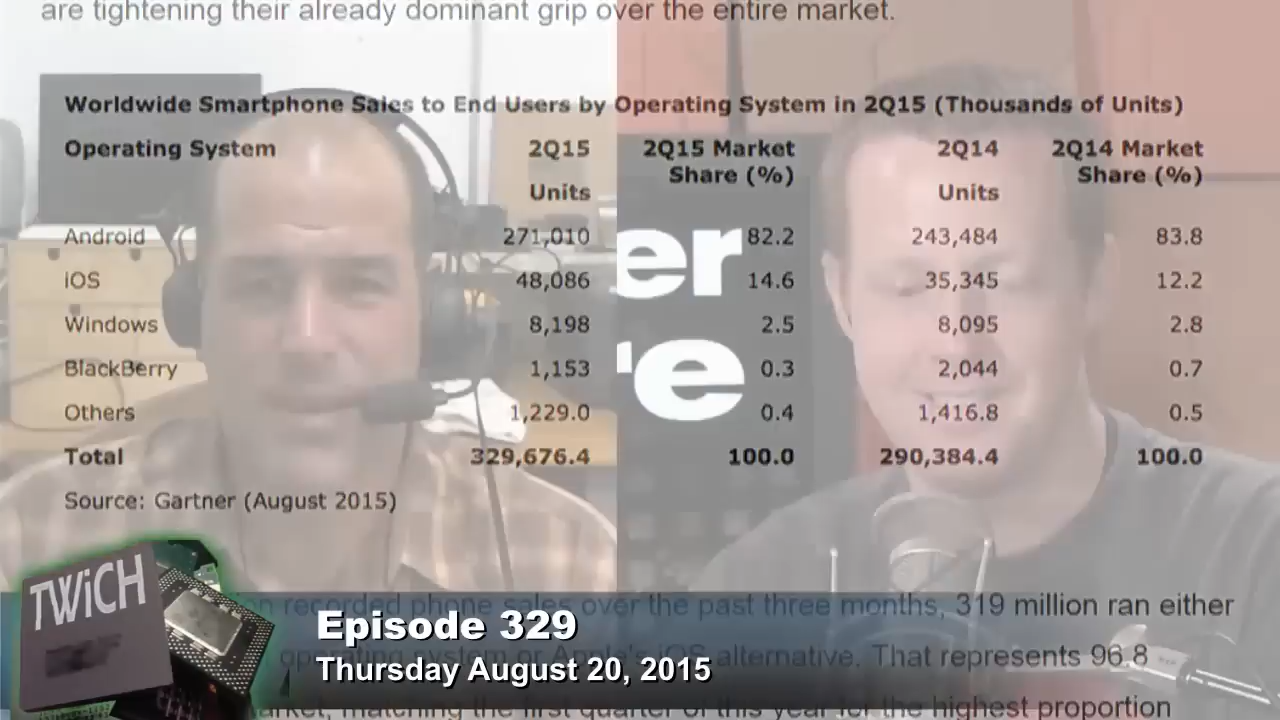 are tightening their already dominant grip over the entire market.
Worldwide Smartphone Sales to End Users by Operating System in 2Q15 (Thousands of Units)
Operating System 2Q15 Units 2Q15 Market Share (%) 2Q14 Units 2Q14 Market Share (%)
Android 271,010 82.2 243,484 83.8
iOS 48,086 14.6 35,345 12.2
Windows 8,198 2.5 8,095 2.8
BlackBerry 1,153 0.3 2,044 0.7
Others 1,229.0 0.4 1,416.8 0.5
Total 329,676.4 100.0 290,384.4 100.0
Source: Gartner (August 2015)
er
re
recorded phone sales over the past three months, 319 million ran either
operating system or Apple's iOS alternative. That represents 96.8
market, matching the first quarter of this year for the highest proportion
TWiCH
Episode 329
Thursday August 20, 2015